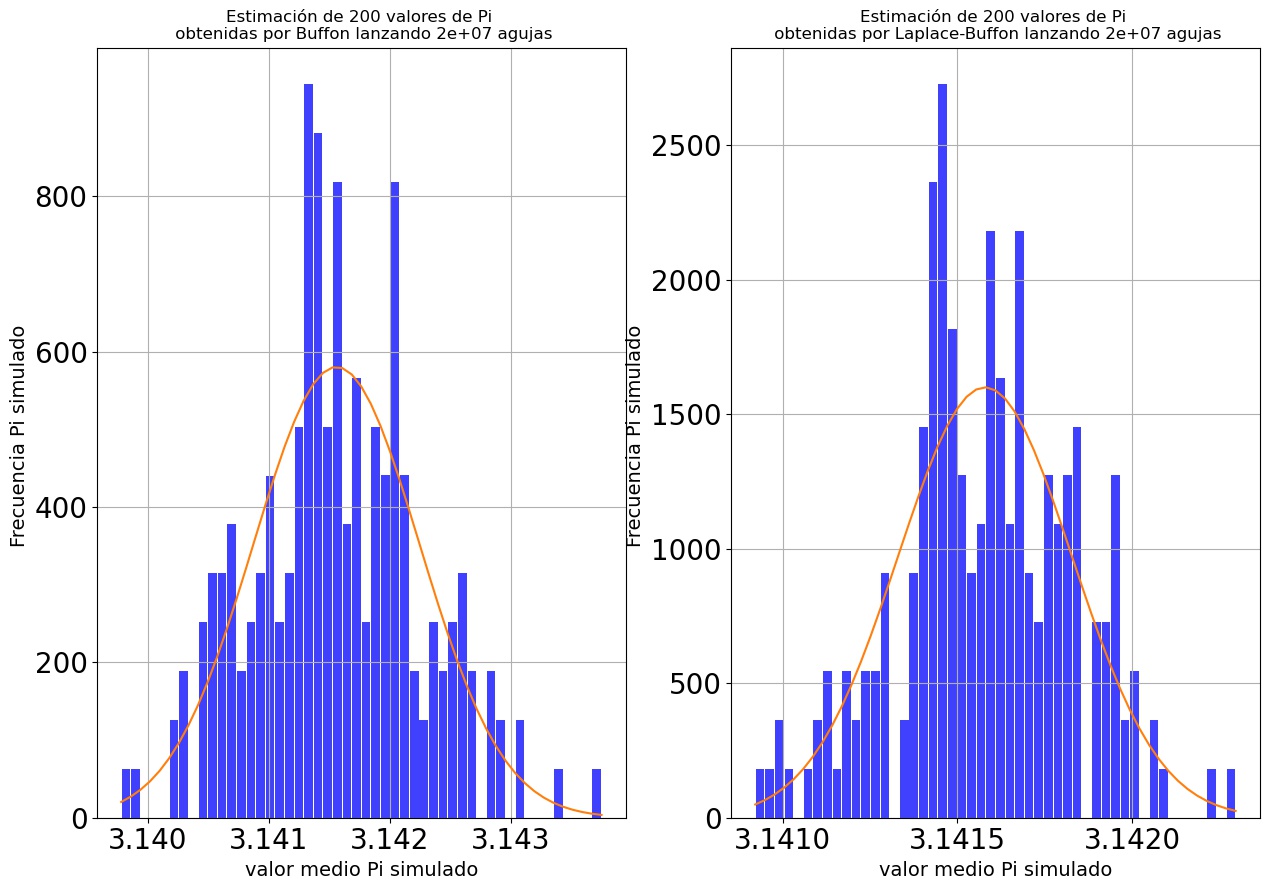 Estimación de 200 valores de Pi
obtenidas por Buffon lanzando 2e+07 agujas
Frecuencia Pi simulado
800
600
400
200
0
3.140 3.141 3.142 3.143
valor medio Pi simulado
Estimación de 200 valores de Pi
obtenidas por Laplace-Buffon lanzando 2e+07 agujas
Frecuencia Pi simulado
2500
2000
1500
1000
500
0
3.1410 3.1415 3.1420
valor medio Pi simulado